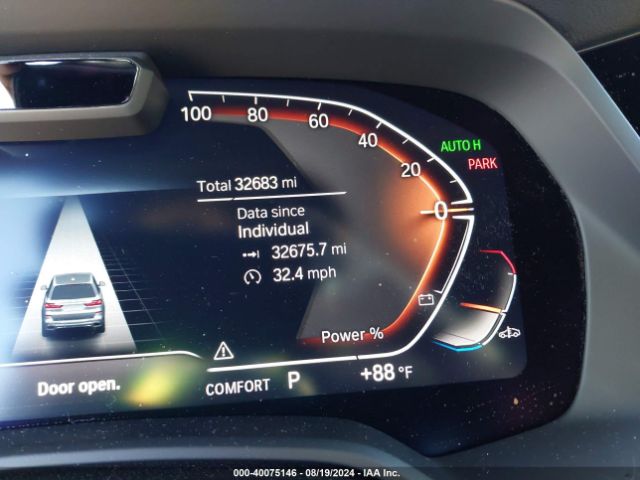 100 80 60 40 20 0
AUTO H
PARK
Total 32683 mi
Data since
Individual
32675.7 mi
32.4 mph
Power %
Door open.
COMFORT P +88 °F
000-40075146 - 08/19/2024 - IAA Inc.